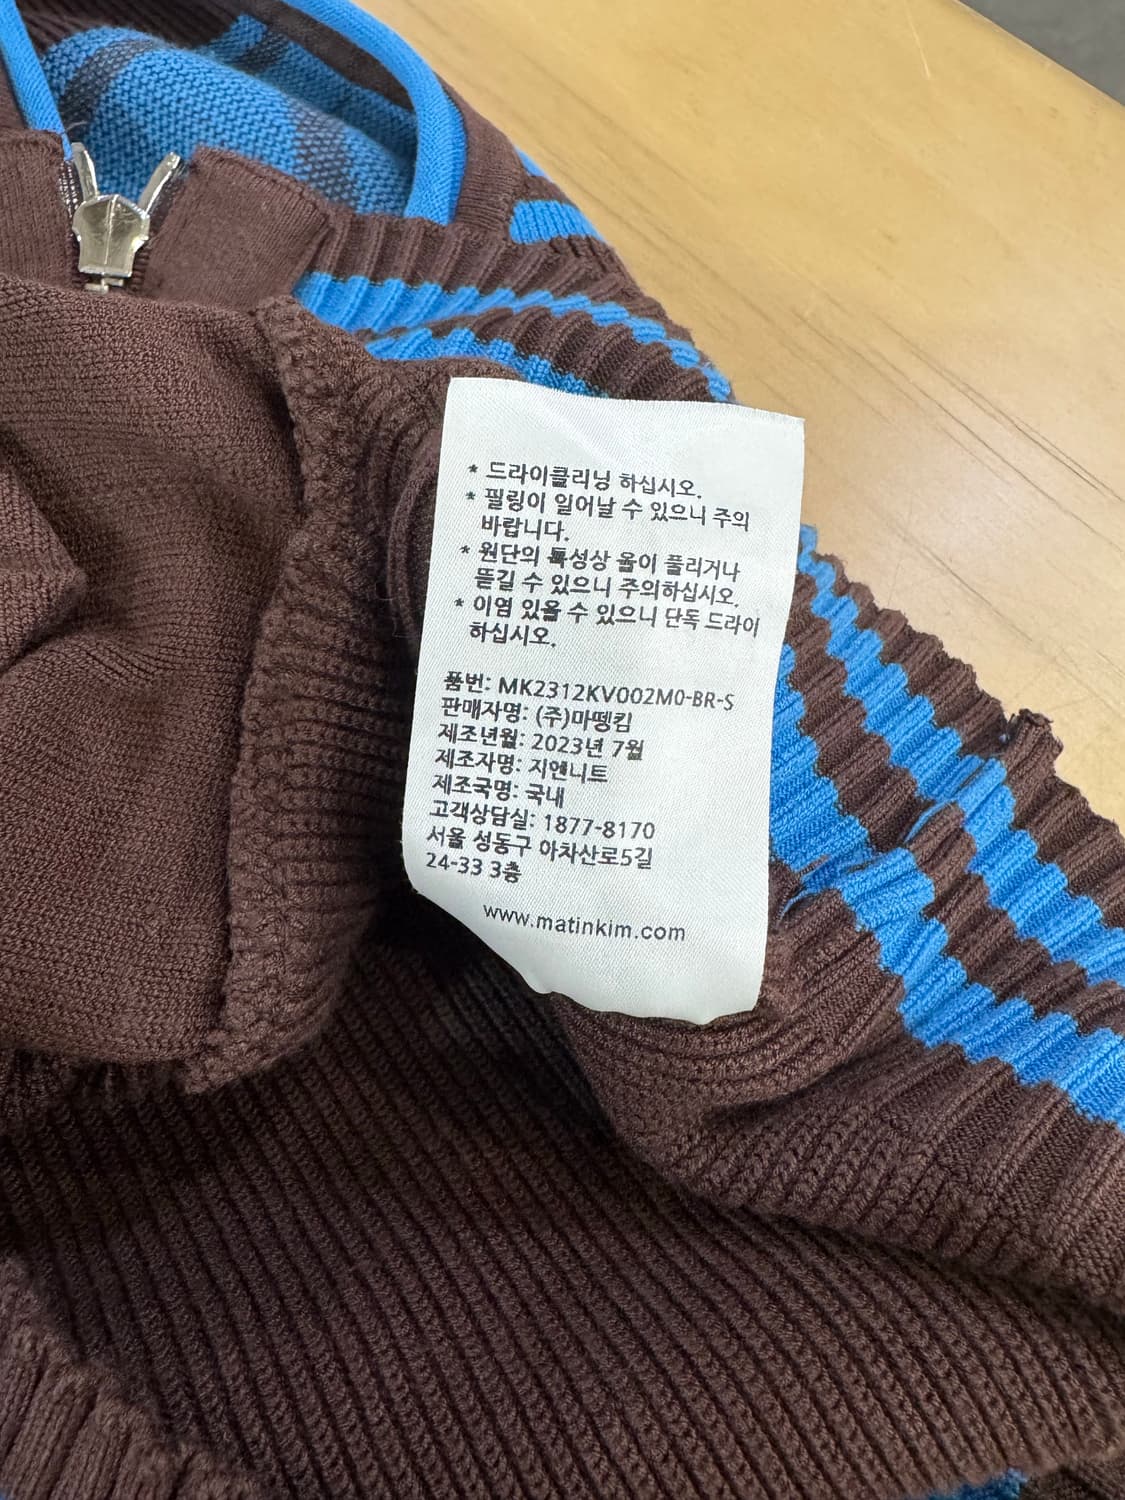 * 드라이클리닝 하십시오.
* 필링이 일어날 수 있으니 주의
바랍니다.
* 원단의 특성상 올이 풀리거나
뜯길 수 있으니 주의하십시오.
* 이염 있을 수 있으니 단독 드라이
하십시오.
품번: MK2312KV002M0-BR-S
판매자명: (주)마뗑킴
제조년월: 2023년 7월
제조자명: 지앤니트
제조국명: 국내
고객상담실: 1877-8170
서울 성동구 아차산로5길
24-33 3층
www.matinkim.com